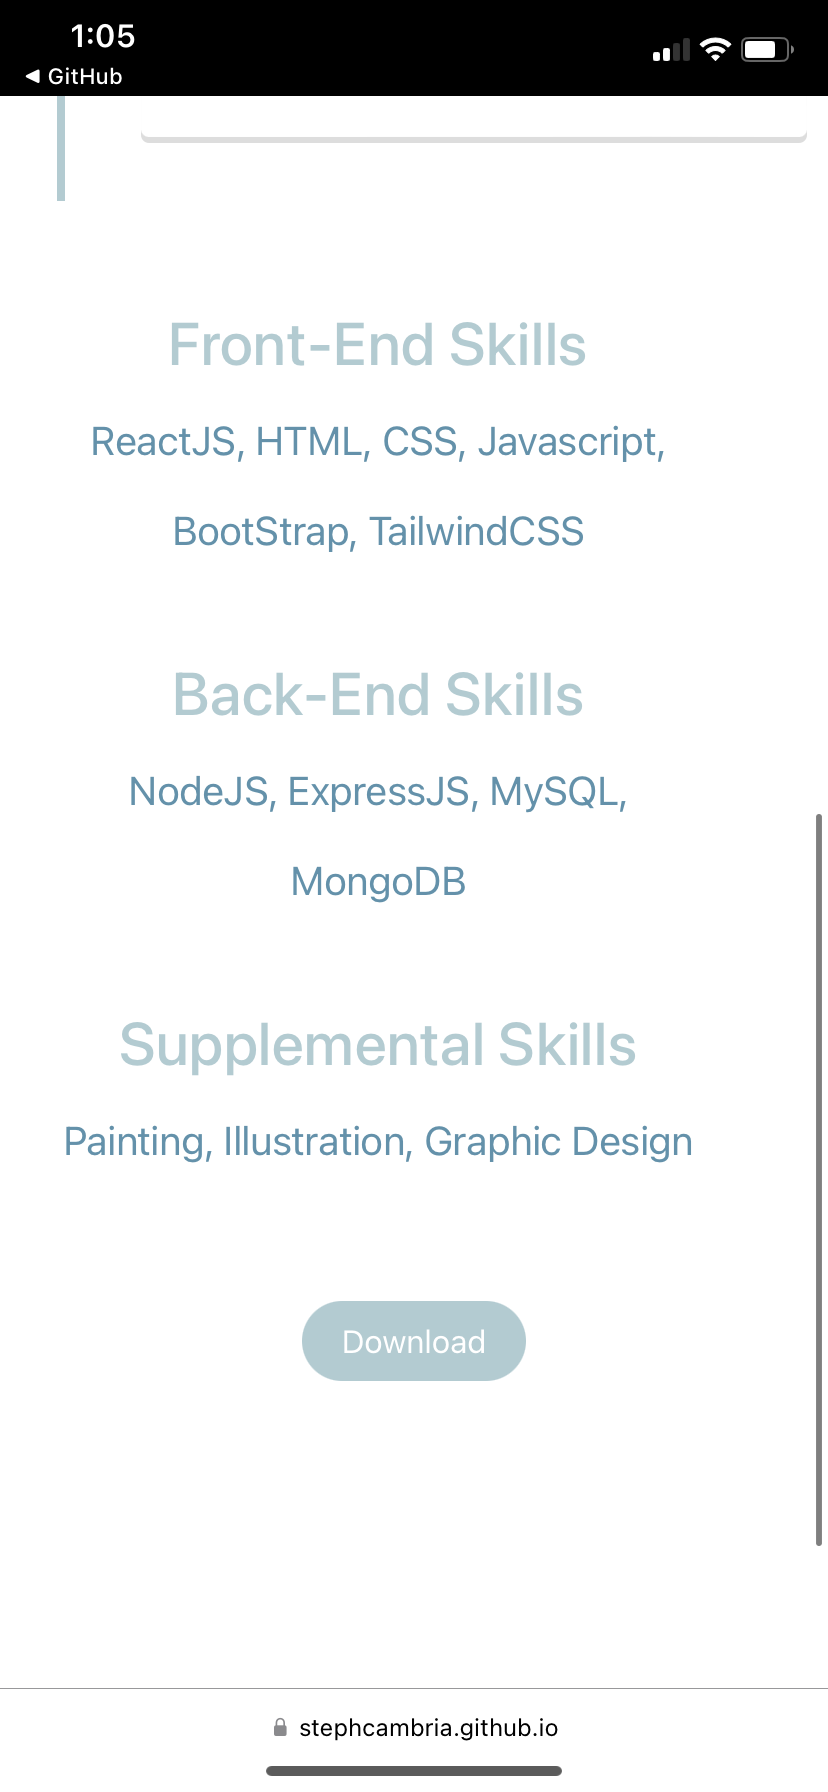 1:05
◀ GitHub
Front-End Skills
ReactJS, HTML, CSS, Javascript,
BootStrap, TailwindCSS
Back-End Skills
NodeJS, ExpressJS, MySQL,
MongoDB
Supplemental Skills
Painting, Illustration, Graphic Design
Download
stephcambria.github.io